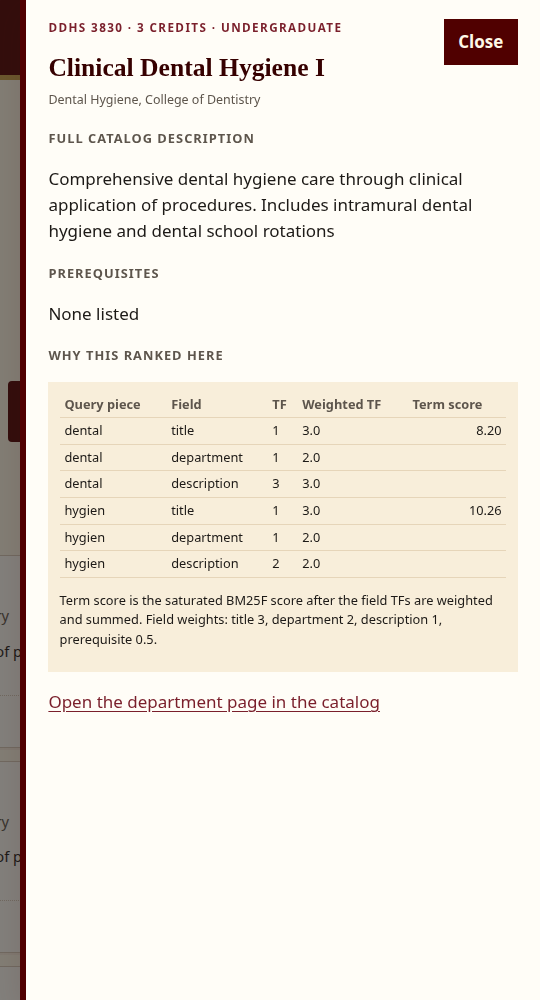 DDHS 3830 · 3 CREDITS · UNDERGRADUATE
Close
Clinical Dental Hygiene I
Dental Hygiene, College of Dentistry
FULL CATALOG DESCRIPTION
Comprehensive dental hygiene care through clinical
application of procedures. Includes intramural dental
hygiene and dental school rotations
PREREQUISITES
None listed
WHY THIS RANKED HERE
Query piece Field TF Weighted TF Term score
dental title 1 3.0 8.20
dental department 1 2.0
dental description 3 3.0
hygien title 1 3.0 10.26
hygien department 1 2.0
hygien description 2 2.0
Term score is the saturated BM25F score after the field TFs are weighted
and summed. Field weights: title 3, department 2, description 1,
prerequisite 0.5.
Open the department page in the catalog